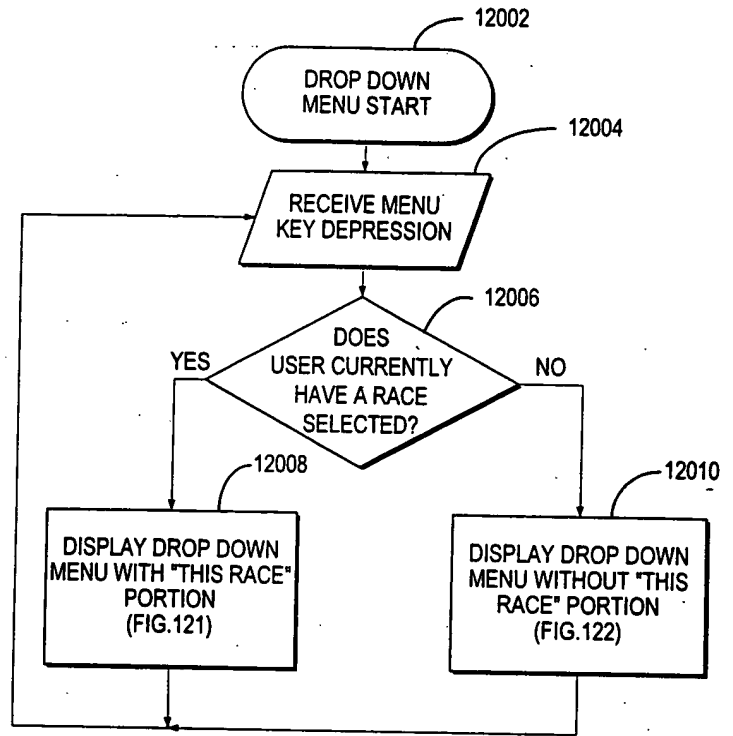 12002
DROP DOWN
MENU START
12004
RECEIVE MENU
KEY DEPRESSION
12006
DOES
USER CURRENTLY
HAVE A RACE
SELECTED?
YES
NO
12008
DISPLAY DROP DOWN
MENU WITH "THIS RACE"
PORTION
(FIG.121)
12010
DISPLAY DROP DOWN
MENU WITHOUT "THIS
RACE" PORTION
(FIG.122)